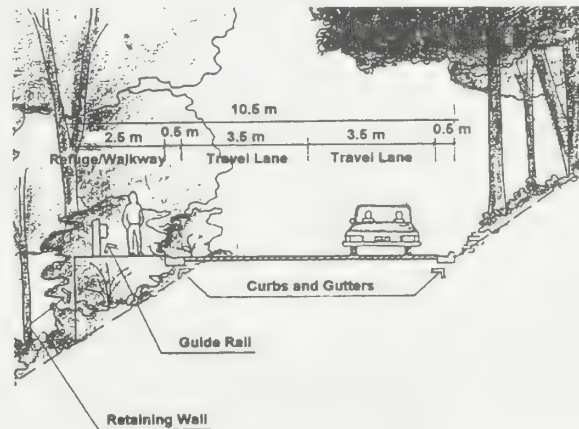 10.5 m
2.5 m 0.5 m 3.5 m 3.5 m 0.5 m
Refuge/Walkway Travel Lane Travel Lane
Curbs and Gutters
Guide Rail
Retaining Wall